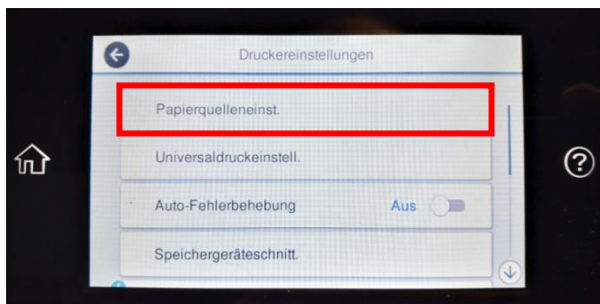 Druckereinstellungen
Papierquelleneinst.
Universaldruckeinstell.
Auto-Fehlerbehebung Aus
Speichergeräteschnitt.